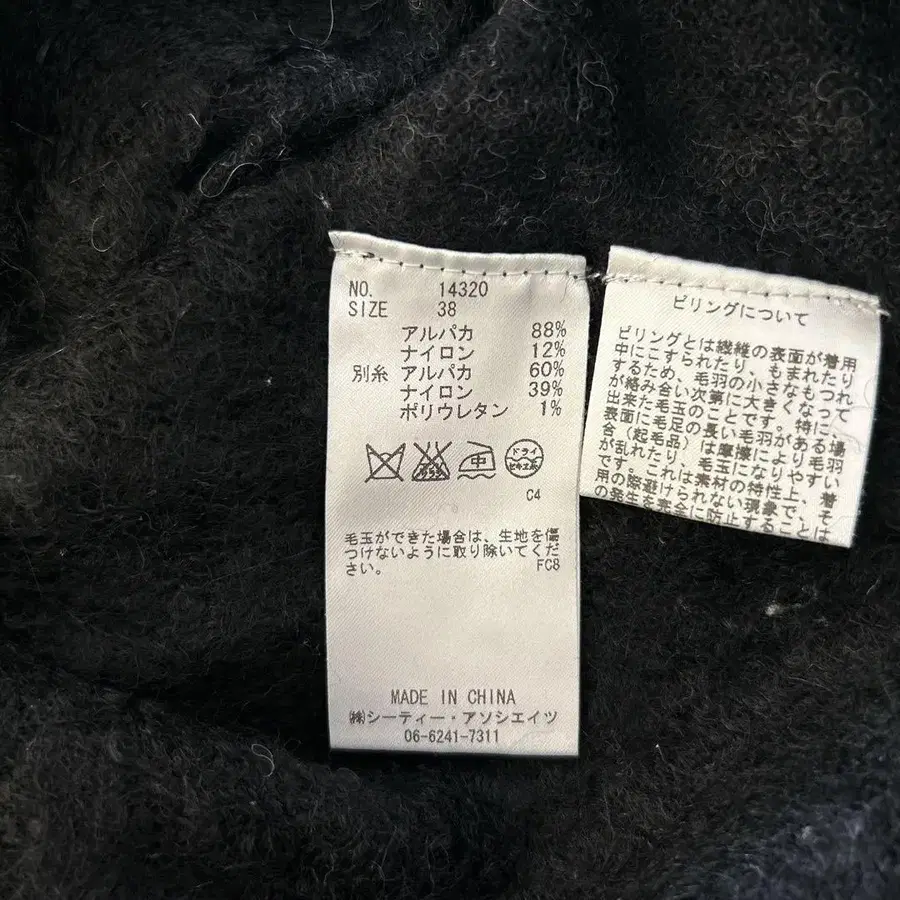 NO. 14320
SIZE 38
アルパカ 88%
ナイロン 12%
別糸 アルパカ 60%
ナイロン 39%
ポリウレタン 1%
中
ドライ
セキユ系
C4
毛玉ができた場合は、生地を傷
つけないように取り除いてくだ
さい。 FC8
MADE IN CHINA
㈱シーティー・アソシエイツ
06-6241-7311
ピリングについて
ピリングとは繊維の表面が着用
中にこすられたり、もまれたり
するため、毛羽の小さなもつれ
が絡み合い次第に大きくなって
出来た毛玉のことです。特に、
表面に毛足の長い毛羽がある場
合（起毛品）は摩擦により毛羽
が乱れたり、毛玉になりやすい
です。これは素材の特性上、着
用の際避けられない現象で、そ
の発生を完全に防止することは